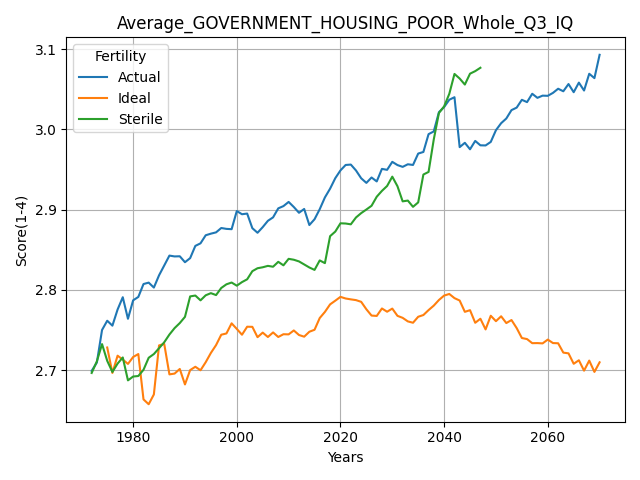 Average_GOVERNMENT_HOUSING_POOR_Whole_Q3_IQ
Fertility
Actual
Ideal
Sterile
Score(1-4)
3.1
3.0
2.9
2.8
2.7
1980 2000 2020 2040 2060
Years